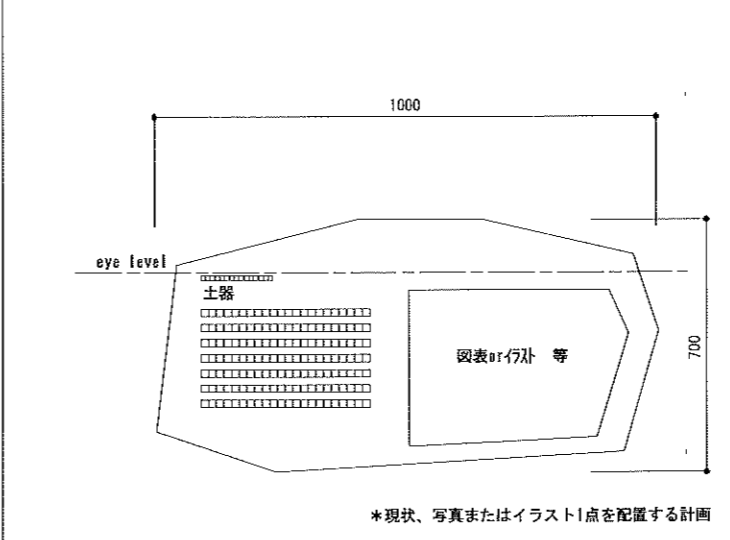 1000
eye level
土器
図表orイラスト 等
700
*現状、写真またはイラスト1点を配置する計画